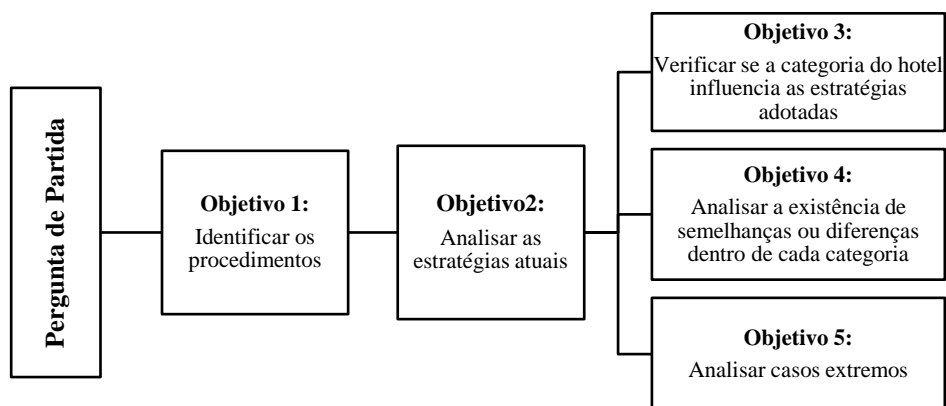 Pergunta de Partida
Objetivo 1:
Identificar os
procedimentos
Objetivo2:
Analisar as
estratégias atuais
Objetivo 3:
Verificar se a categoria do hotel
influencia as estratégias
adotadas
Objetivo 4:
Analisar a existência de
semelhanças ou diferenças
dentro de cada categoria
Objetivo 5:
Analisar casos extremos